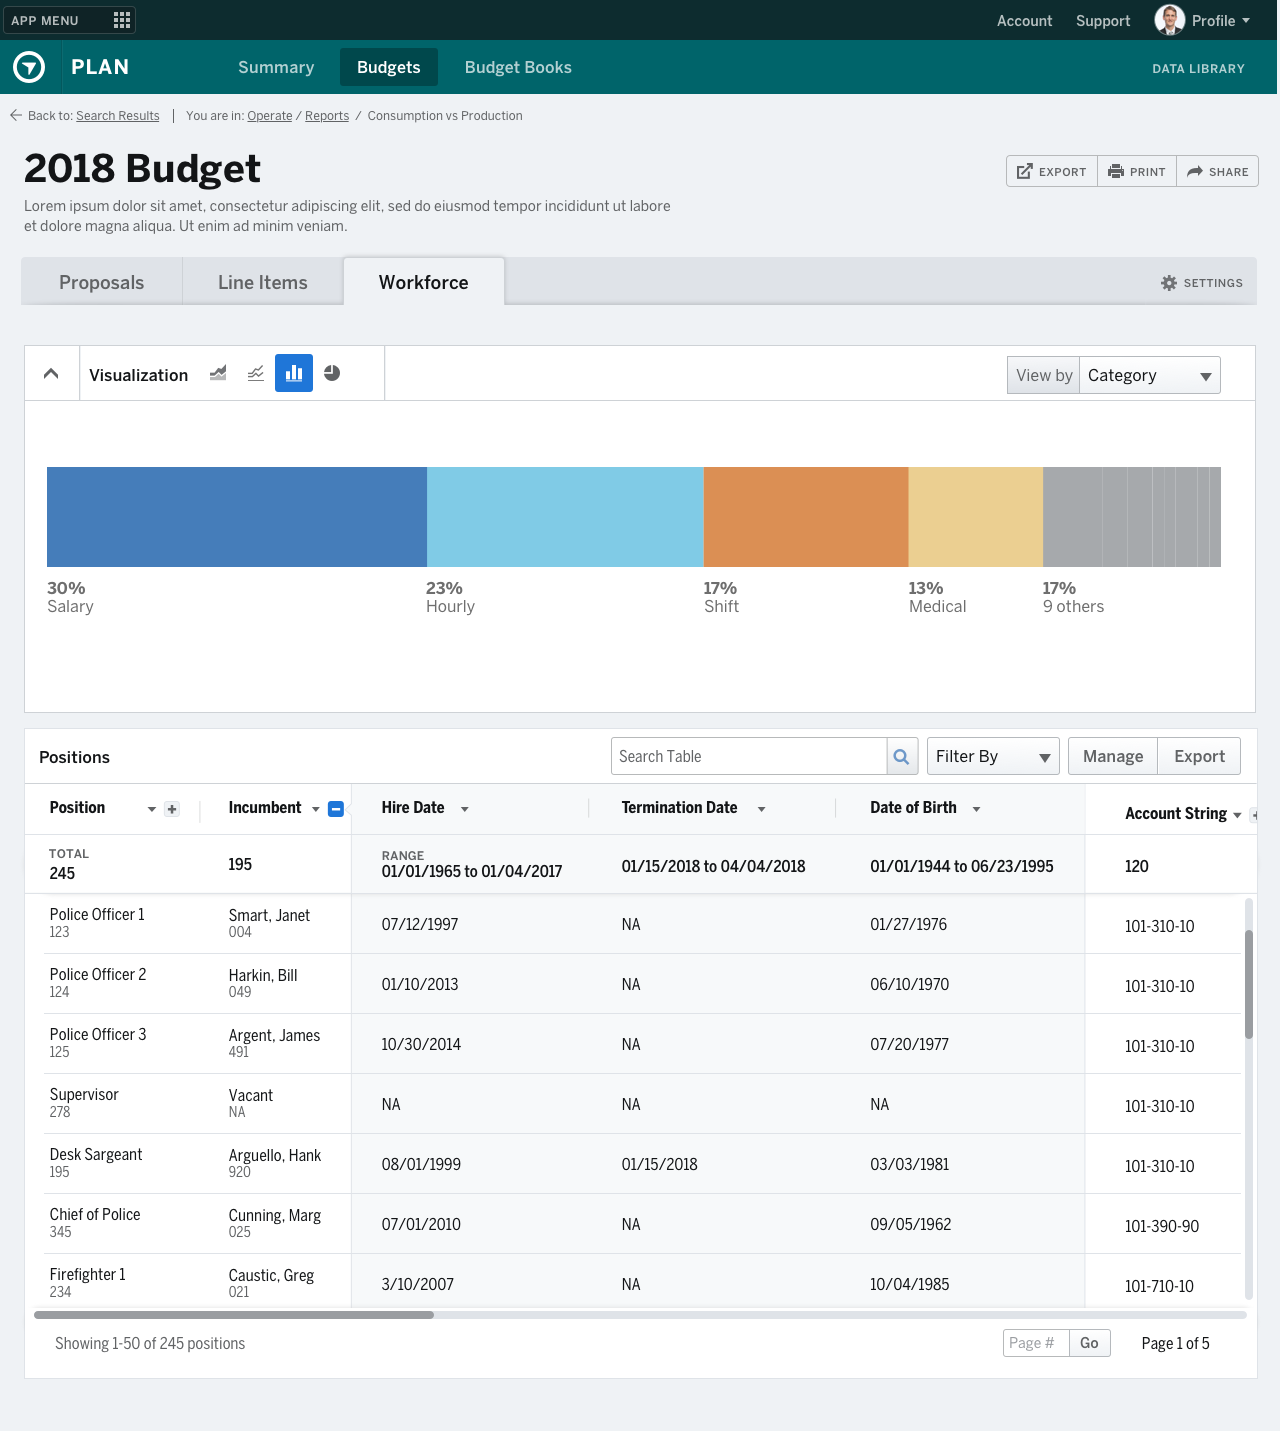 APP MENU
Account Support Profile
PLAN Summary Budgets Budget Books DATA LIBRARY
Back to: Search Results | You are in: Operate / Reports / Consumption vs Production
2018 Budget
EXPORT PRINT SHARE
Lorem ipsum dolor sit amet, consectetur adipiscing elit, sed do eiusmod tempor incididunt ut labore
et dolore magna aliqua. Ut enim ad minim veniam.
Proposals Line Items Workforce SETTINGS
Visualization View by Category
30% 23% 17% 13% 17%
Salary Hourly Shift Medical 9 others
Positions Search Table Filter By Manage Export
Position Incumbent Hire Date Termination Date Date of Birth Account String
TOTAL RANGE
245 195 01/01/1965 to 01/04/2017 01/15/2018 to 04/04/2018 01/01/1944 to 06/23/1995 120
Police Officer 1 Smart, Janet 07/12/1997 NA 01/27/1976 101-310-10
123 004
Police Officer 2 Harkin, Bill 01/10/2013 NA 06/10/1970 101-310-10
124 049
Police Officer 3 Argent, James 10/30/2014 NA 07/20/1977 101-310-10
125 491
Supervisor Vacant NA NA NA 101-310-10
278 NA
Desk Sargeant Arguello, Hank 08/01/1999 01/15/2018 03/03/1981 101-310-10
195 920
Chief of Police Cunning, Marg 07/01/2010 NA 09/05/1962 101-390-90
345 025
Firefighter 1 Caustic, Greg 3/10/2007 NA 10/04/1985 101-710-10
234 021
Showing 1-50 of 245 positions Page # Go Page 1 of 5